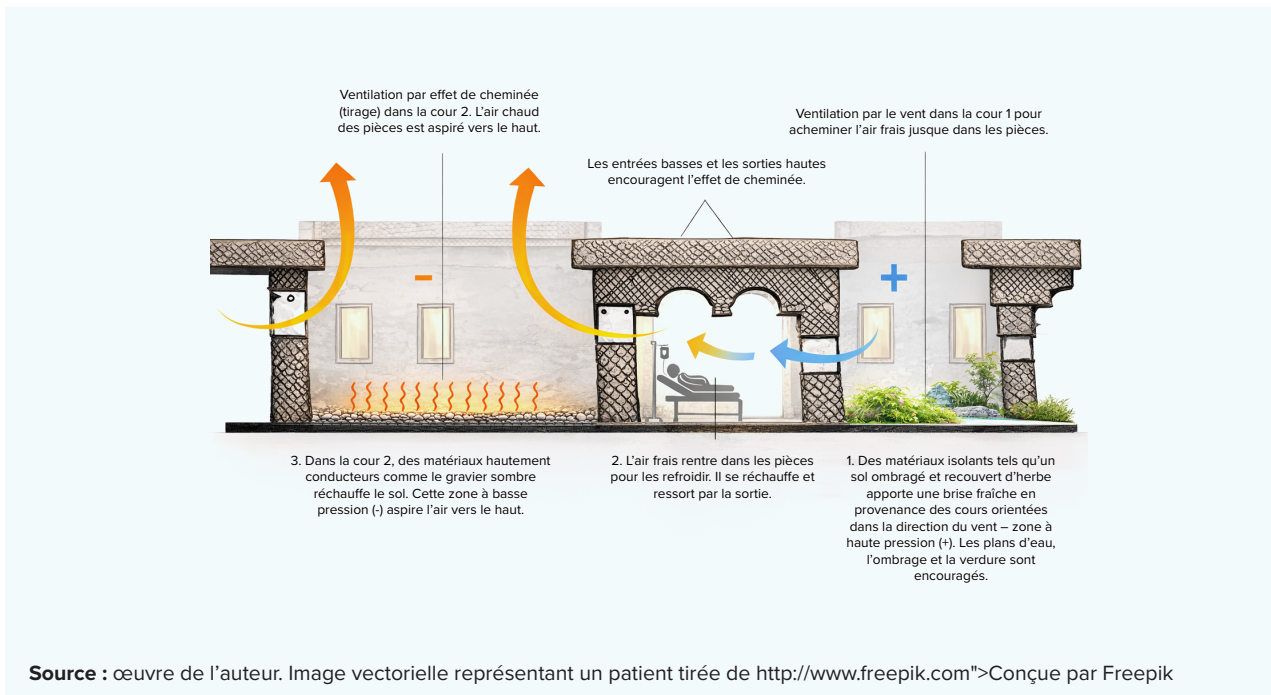 Ventilation par effet de cheminée
(tirage) dans la cour 2. L'air chaud
des pièces est aspiré vers le haut.
Ventilation par le vent dans la cour 1 pour
acheminer l'air frais jusque dans les pièces.
Les entrées basses et les sorties hautes
encouragent l'effet de cheminée.
-
+
3. Dans la cour 2, des matériaux hautement
conducteurs comme le gravier sombre
réchauffe le sol. Cette zone à basse
pression (-) aspire l'air vers le haut.
2. L'air frais rentre dans les pièces
pour les refroidir. Il se réchauffe et
ressort par la sortie.
1. Des matériaux isolants tels qu'un
sol ombragé et recouvert d'herbe
apporte une brise fraîche en
provenance des cours orientées
dans la direction du vent – zone à
haute pression (+). Les plans d'eau,
l'ombrage et la verdure sont
encouragés.
Source : œuvre de l'auteur. Image vectorielle représentant un patient tirée de http://www.freepik.com">Conçue par Freepik